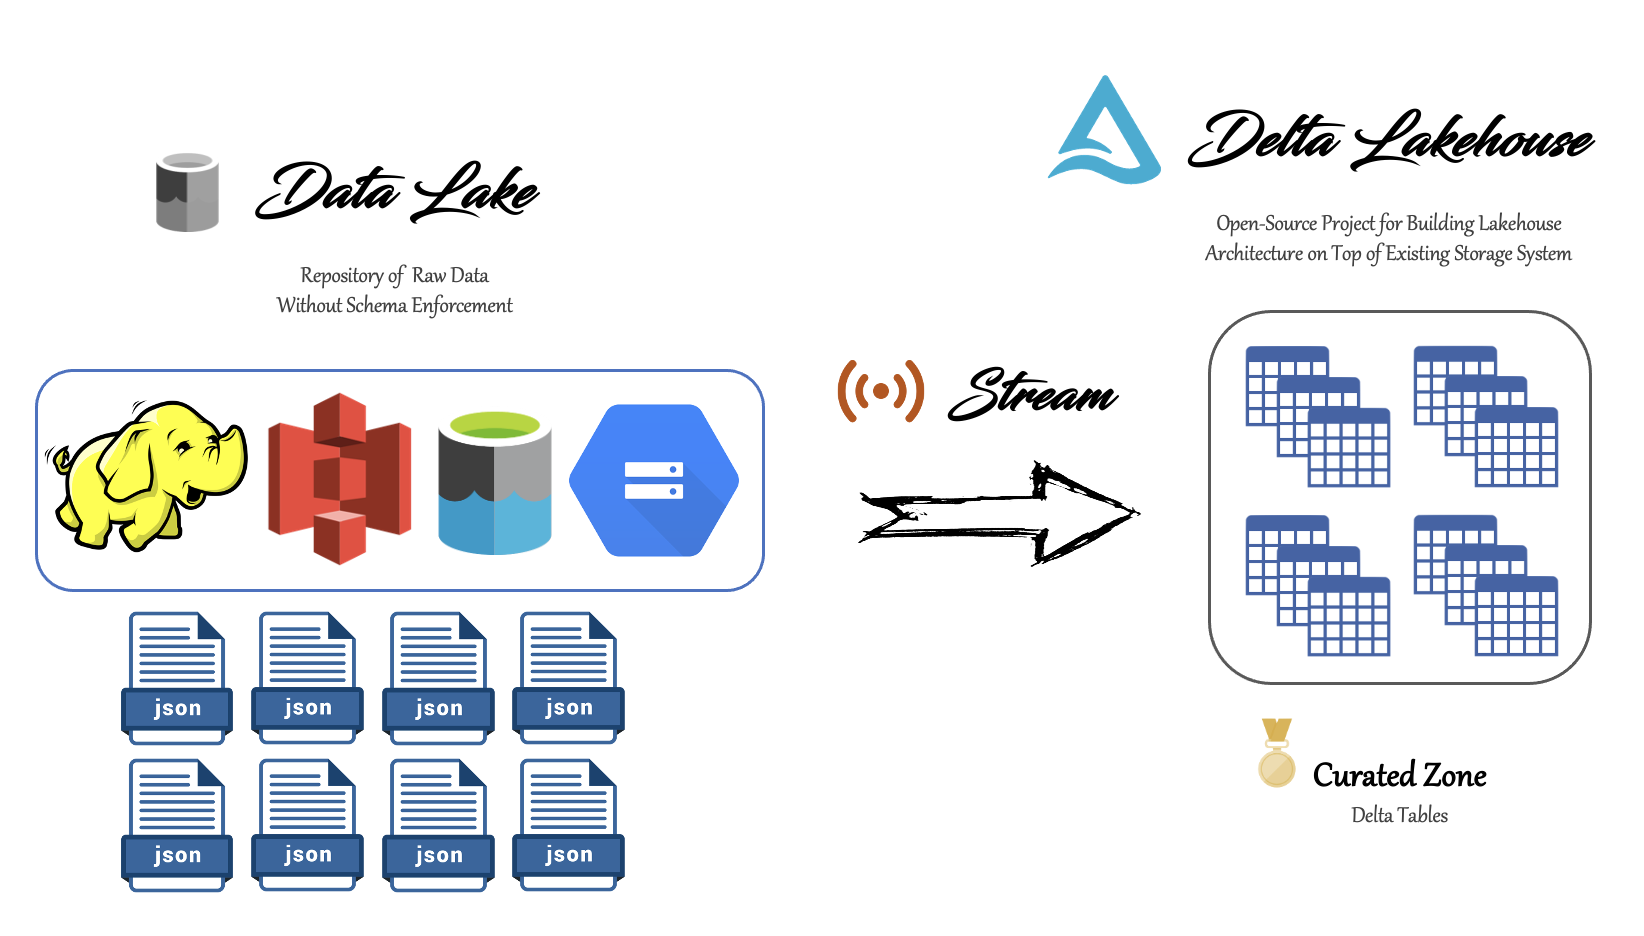 Data Lake
Repository of Raw Data
Without Schema Enforcement
json
json
json
json
json
json
json
json
Stream
Delta Lakehouse
Open-Source Project for Building Lakehouse
Architecture on Top of Existing Storage System
Curated Zone
Delta Tables